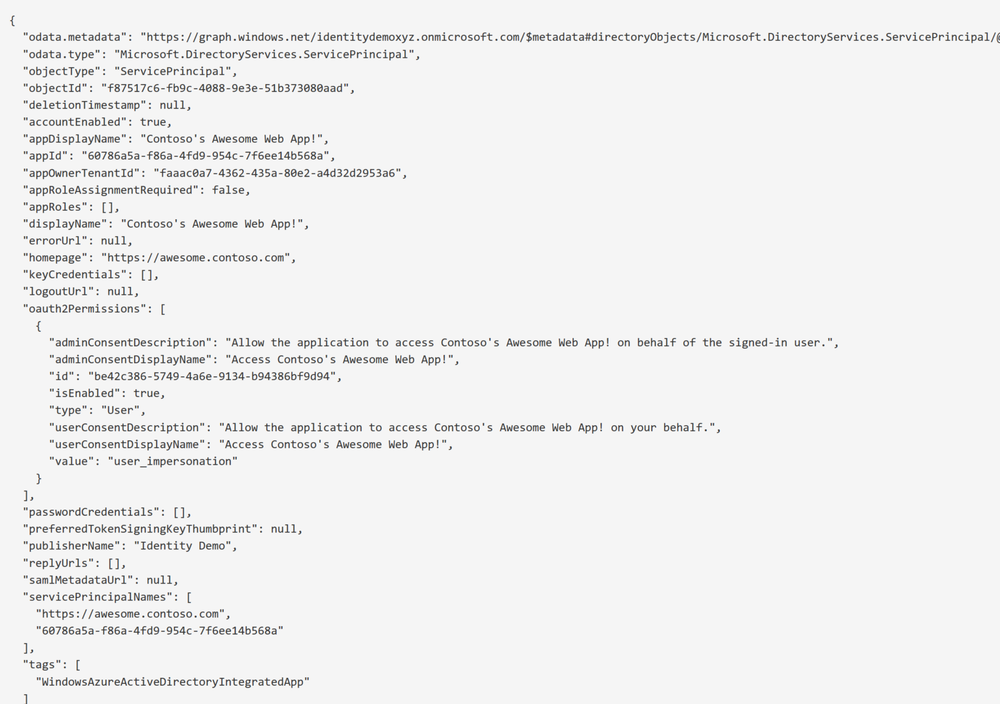 {
"odata.metadata": "https://graph.windows.net/identitydemoxyz.onmicrosoft.com/$metadata#directoryObjects/Microsoft.DirectoryServices.ServicePrincipal/@
"odata.type": "Microsoft.DirectoryServices.ServicePrincipal",
"objectType": "ServicePrincipal",
"objectId": "f87517c6-fb9c-4088-9e3e-51b373080aad",
"deletionTimestamp": null,
"accountEnabled": true,
"appDisplayName": "Contoso's Awesome Web App!",
"appId": "60786a5a-f86a-4fd9-954c-7f6ee14b568a",
"appOwnerTenantId": "faaac0a7-4362-435a-80e2-a4d32d2953a6",
"appRoleAssignmentRequired": false,
"appRoles": [],
"displayName": "Contoso's Awesome Web App!",
"errorUrl": null,
"homepage": "https://awesome.contoso.com",
"keyCredentials": [],
"logoutUrl": null,
"oauth2Permissions": [
{
"adminConsentDescription": "Allow the application to access Contoso's Awesome Web App! on behalf of the signed-in user.",
"adminConsentDisplayName": "Access Contoso's Awesome Web App!",
"id": "be42c386-5749-4a6e-9134-b94386bf9d94",
"isEnabled": true,
"type": "User",
"userConsentDescription": "Allow the application to access Contoso's Awesome Web App! on your behalf.",
"userConsentDisplayName": "Access Contoso's Awesome Web App!",
"value": "user_impersonation"
}
],
"passwordCredentials": [],
"preferredTokenSigningKeyThumbprint": null,
"publisherName": "Identity Demo",
"replyUrls": [],
"samlMetadataUrl": null,
"servicePrincipalNames": [
"https://awesome.contoso.com",
"60786a5a-f86a-4fd9-954c-7f6ee14b568a"
],
"tags": [
"WindowsAzureActiveDirectoryIntegratedApp"
]